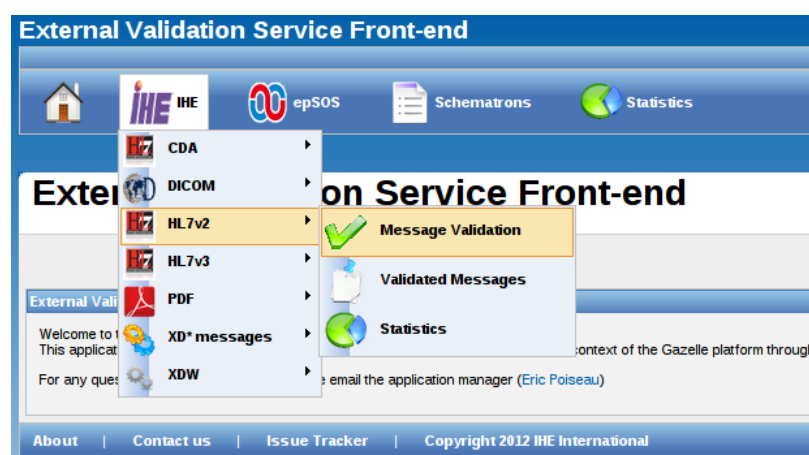 External Validation Service Front-end
iHE IHE epSOS Schematrons Statistics
CDA
DICOM
Exter on Service Front-end
HL7v2
Message Validation
HL7v3
Validated Messages
External Vali
PDF
Welcome to t
XD* messages
Statistics
This applicat context of the Gazelle platform throug
For any ques email the application manager (Eric Poiseau)
XDW
About | Contact us | Issue Tracker | Copyright 2012 IHE International